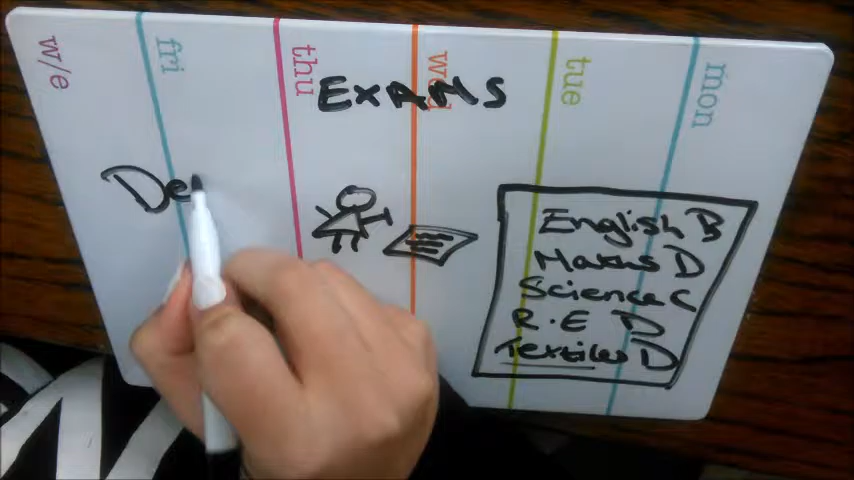 w/e
fri
thu
wed
tue
mon
Exams
English B
Maths D
Science C
R.E D
Textiles D
De